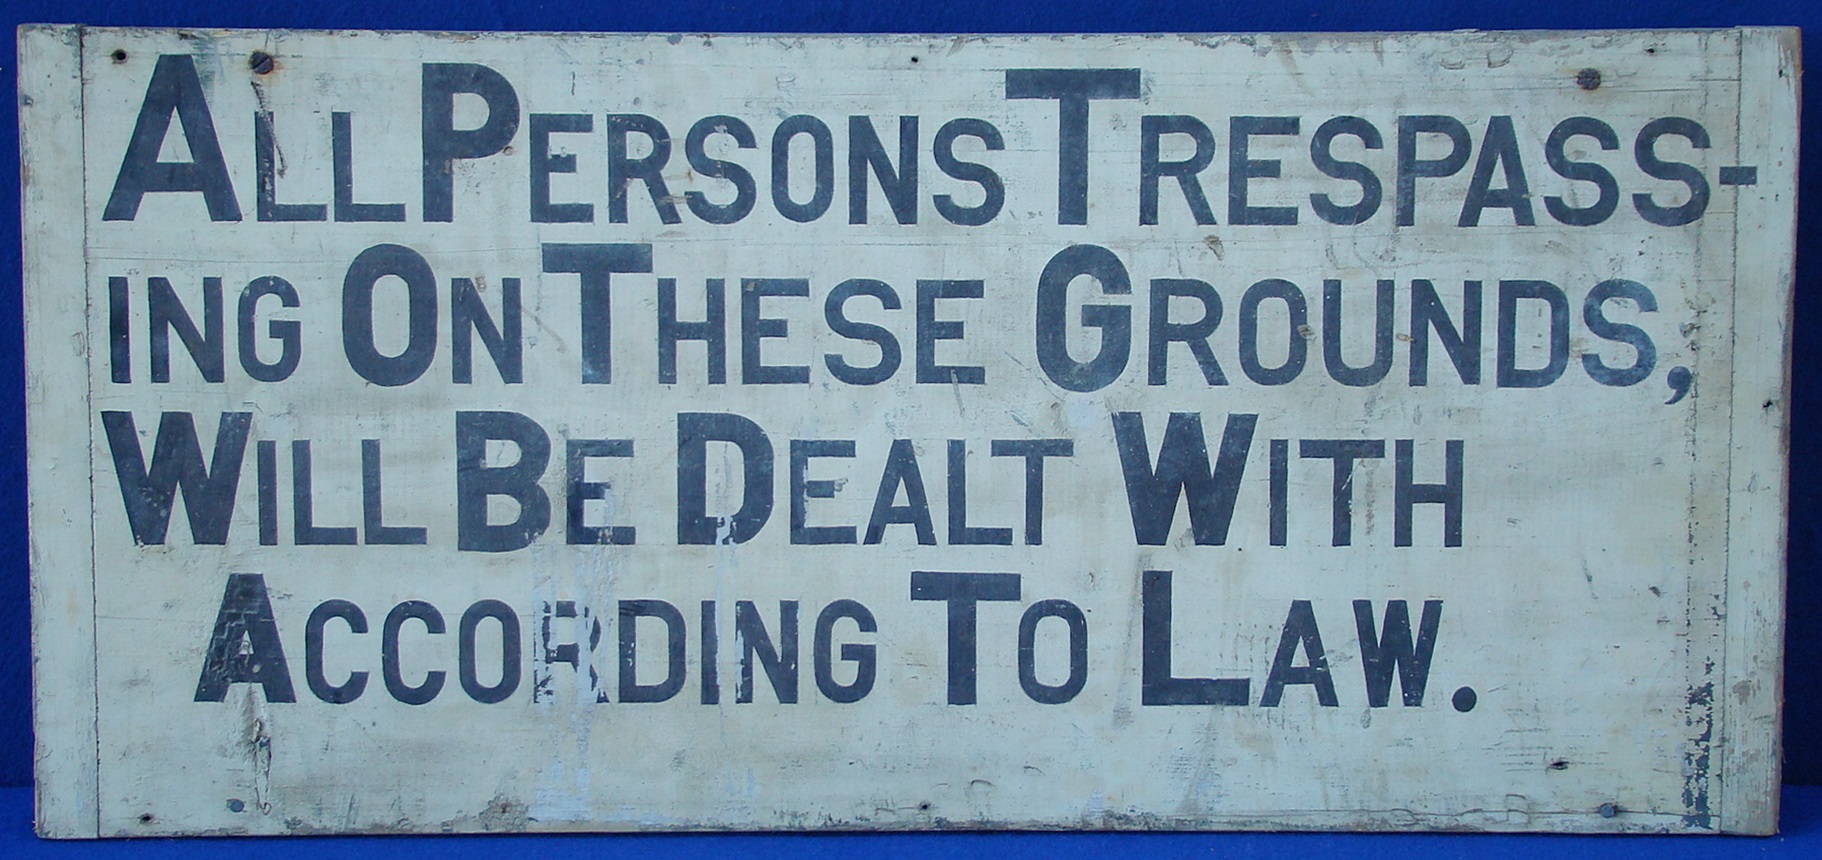 All Persons Trespass-
ing On These Grounds,
Will Be Dealt With
According To Law.